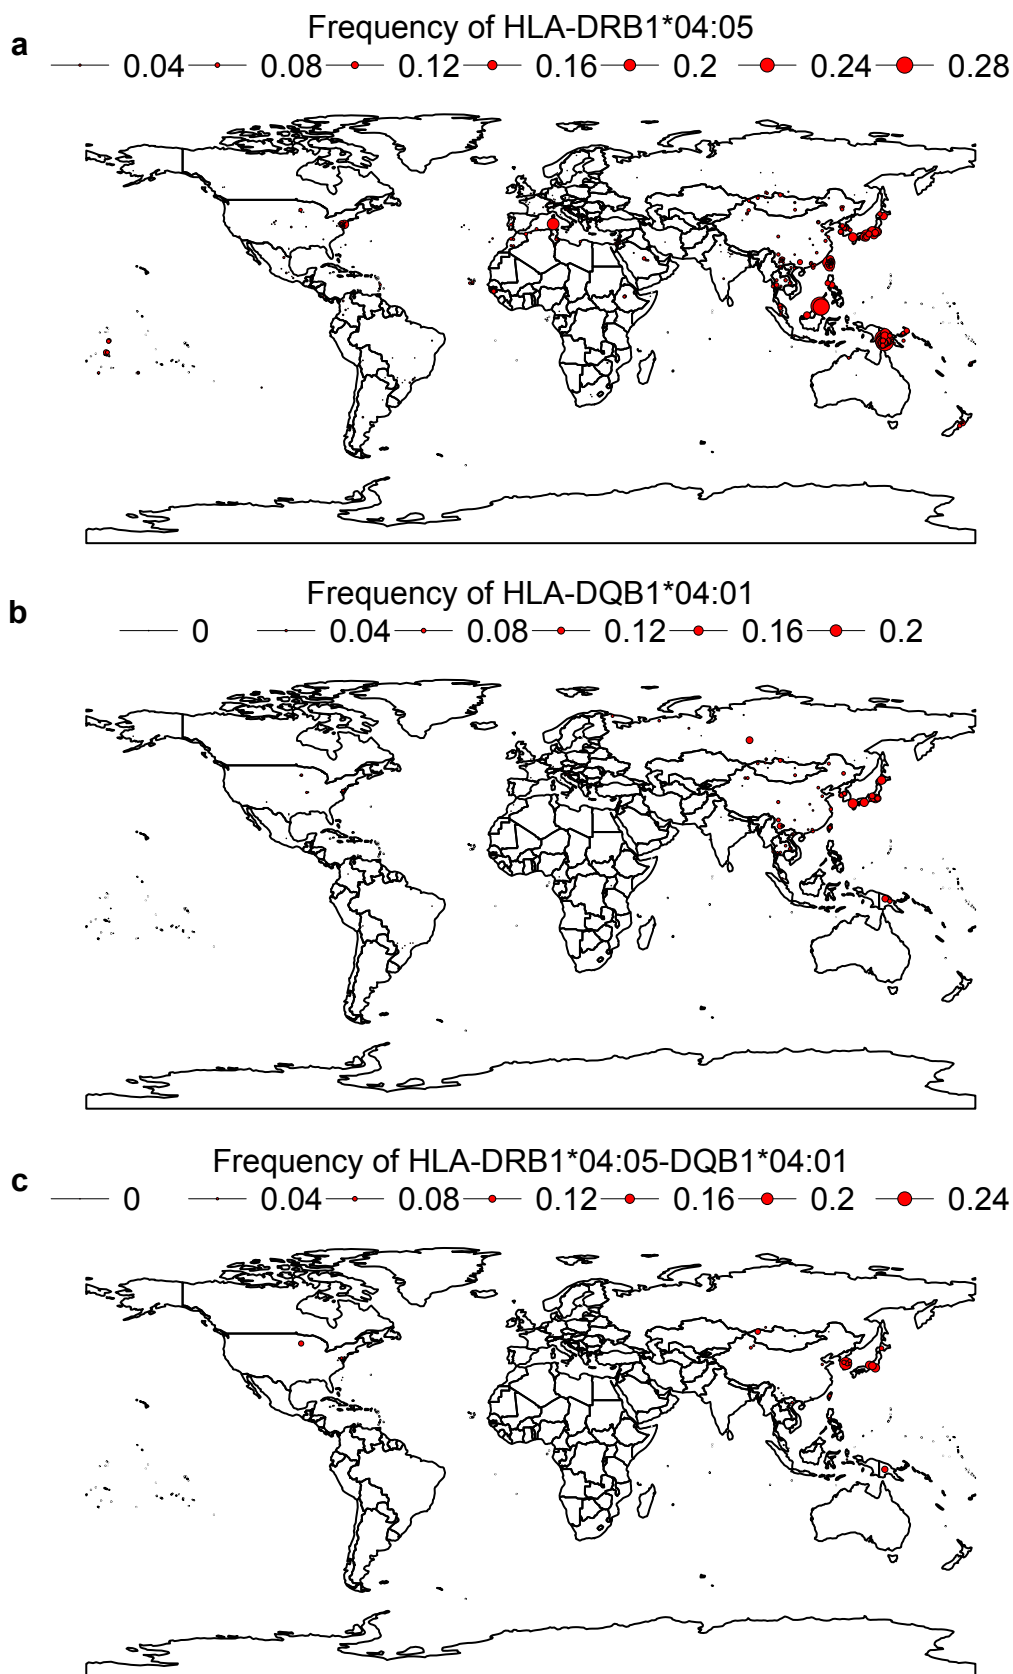 a
Frequency of HLA-DRB1*04:05
0.04 0.08 0.12 0.16 0.2 0.24 0.28
b
Frequency of HLA-DQB1*04:01
0 0.04 0.08 0.12 0.16 0.2
c
Frequency of HLA-DRB1*04:05-DQB1*04:01
0 0.04 0.08 0.12 0.16 0.2 0.24